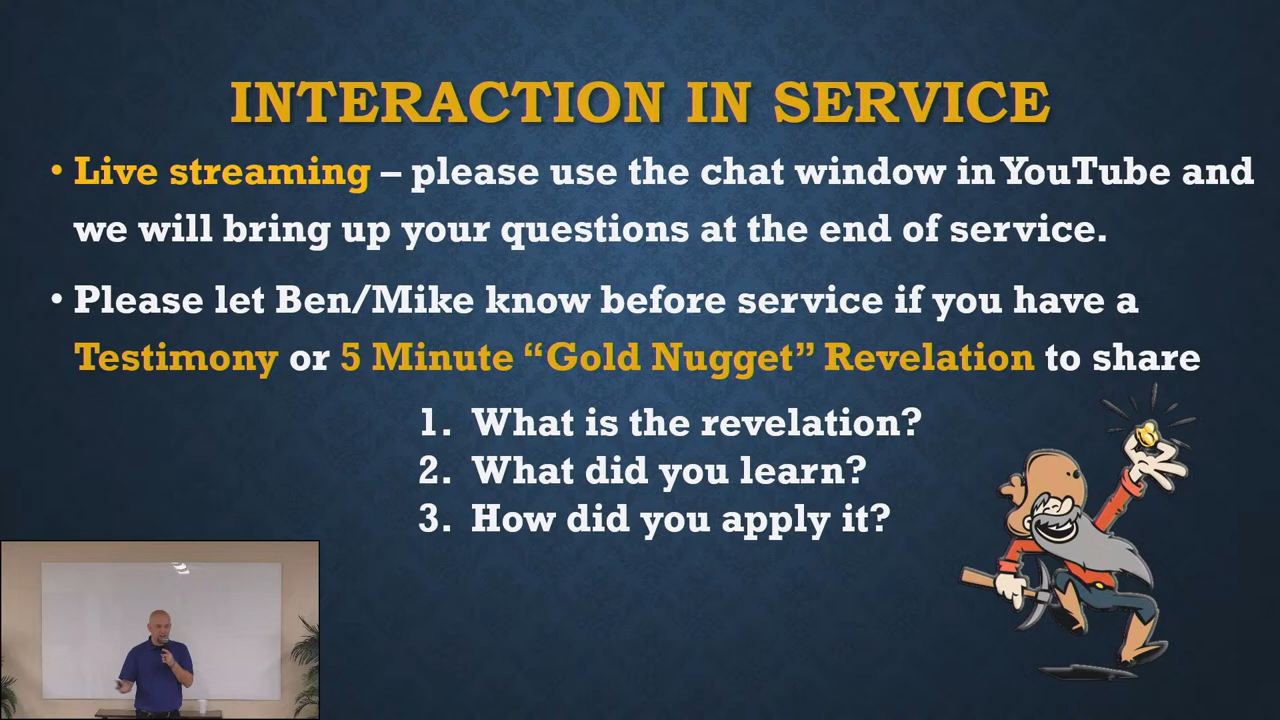 INTERACTION IN SERVICE
• Live streaming – please use the chat window in YouTube and
we will bring up your questions at the end of service.
• Please let Ben/Mike know before service if you have a
Testimony or 5 Minute “Gold Nugget” Revelation to share
1. What is the revelation?
2. What did you learn?
3. How did you apply it?